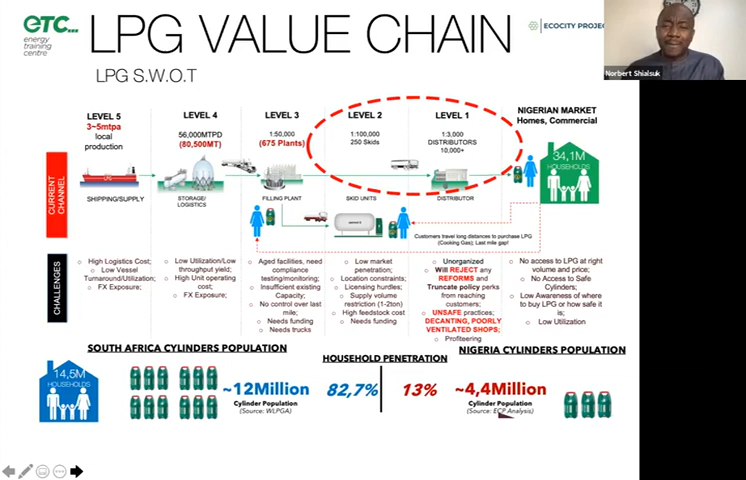 eTC...
energy
training
centre
LPG VALUE CHAIN
ECOCITY PROJEC
LPG S.W.O.T
Norbert Shialsuk
LEVEL 5
3~5mtpa
local
production
LEVEL 4
56,000MTPD
(80,500MT)
LEVEL 3
1:50,000
(675 Plants)
LEVEL 2
1:100,000
250 Skids
LEVEL 1
1:3,000
DISTRIBUTORS
10,000+
NIGERIAN MARKET
Homes, Commercial
CURRENT
CHANNEL
34,1M
HOUSEHOLDS
SHIPPING/SUPPLY
STORAGE/
LOGISTICS
FILLING PLANT
SKID UNITS
DISTRIBUTOR
Customers travel long distances to purchase LPG
(Cooking Gas); Last mile gap!
CHALLENGES
o High Logistics Cost;
o Low Vessel
Turnaround/Utilization;
o FX Exposure;
o Low Utilization/Low
throughput yield;
o High Unit operating
cost;
o FX Exposure;
o Aged facilities, need
compliance
testing/monitoring;
o Insufficient existing
Capacity;
o No control over last
mile;
o Needs funding
o Needs trucks
o Low market
penetration;
o Location constraints;
o Licensing hurdles;
o Supply volume
restriction (1-2ton)
o High feedstock cost
o Needs funding
o Unorganized
o Will REJECT any
REFORMS and
Truncate policy perks
from reaching
customers;
o UNSAFE practices;
DECANTING, POORLY
VENTILATED SHOPS;
o Profiteering
o No access to LPG at right
volume and price;
o No Access to Safe
Cylinders;
o Low Awareness of where
to buy LPG or how safe it
is;
o Low Utilization
SOUTH AFRICA CYLINDERS POPULATION
14,5M
HOUSEHOLDS
~12Million
Cylinder Population
(Source: WLPGA)
HOUSEHOLD PENETRATION
82,7%
13%
NIGERIA CYLINDERS POPULATION
~4,4Million
Cylinder Population
(Source: ECP Analysis)